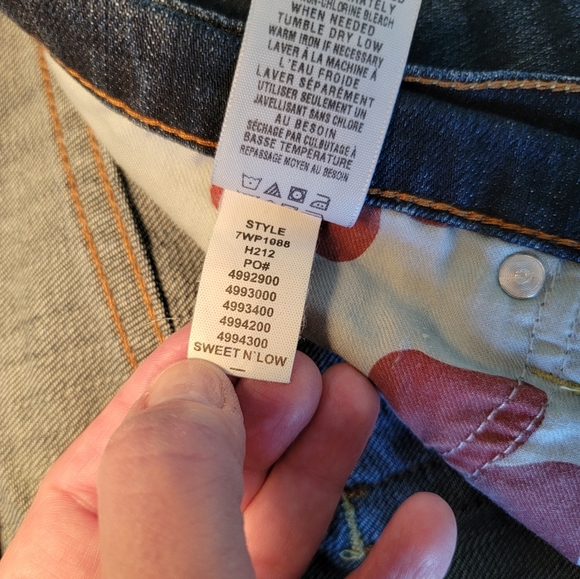 NON-CHLORINE BLEACH
WHEN NEEDED
TUMBLE DRY LOW
WARM IRON IF NECESSARY
LAVER À LA MACHINE À
L'EAU FROIDE
LAVER SÉPARÉMENT
UTILISER SEULEMENT UN
JAVELLISANT SANS CHLORE
AU BESOIN
SÉCHAGE PAR CULBUTAGE À
BASSE TEMPÉRATURE
REPASSAGE MOYEN AU BESOIN
STYLE
7WP1088
H212
PO#
4992900
4993000
4993400
4994200
4994300
SWEET N`LOW